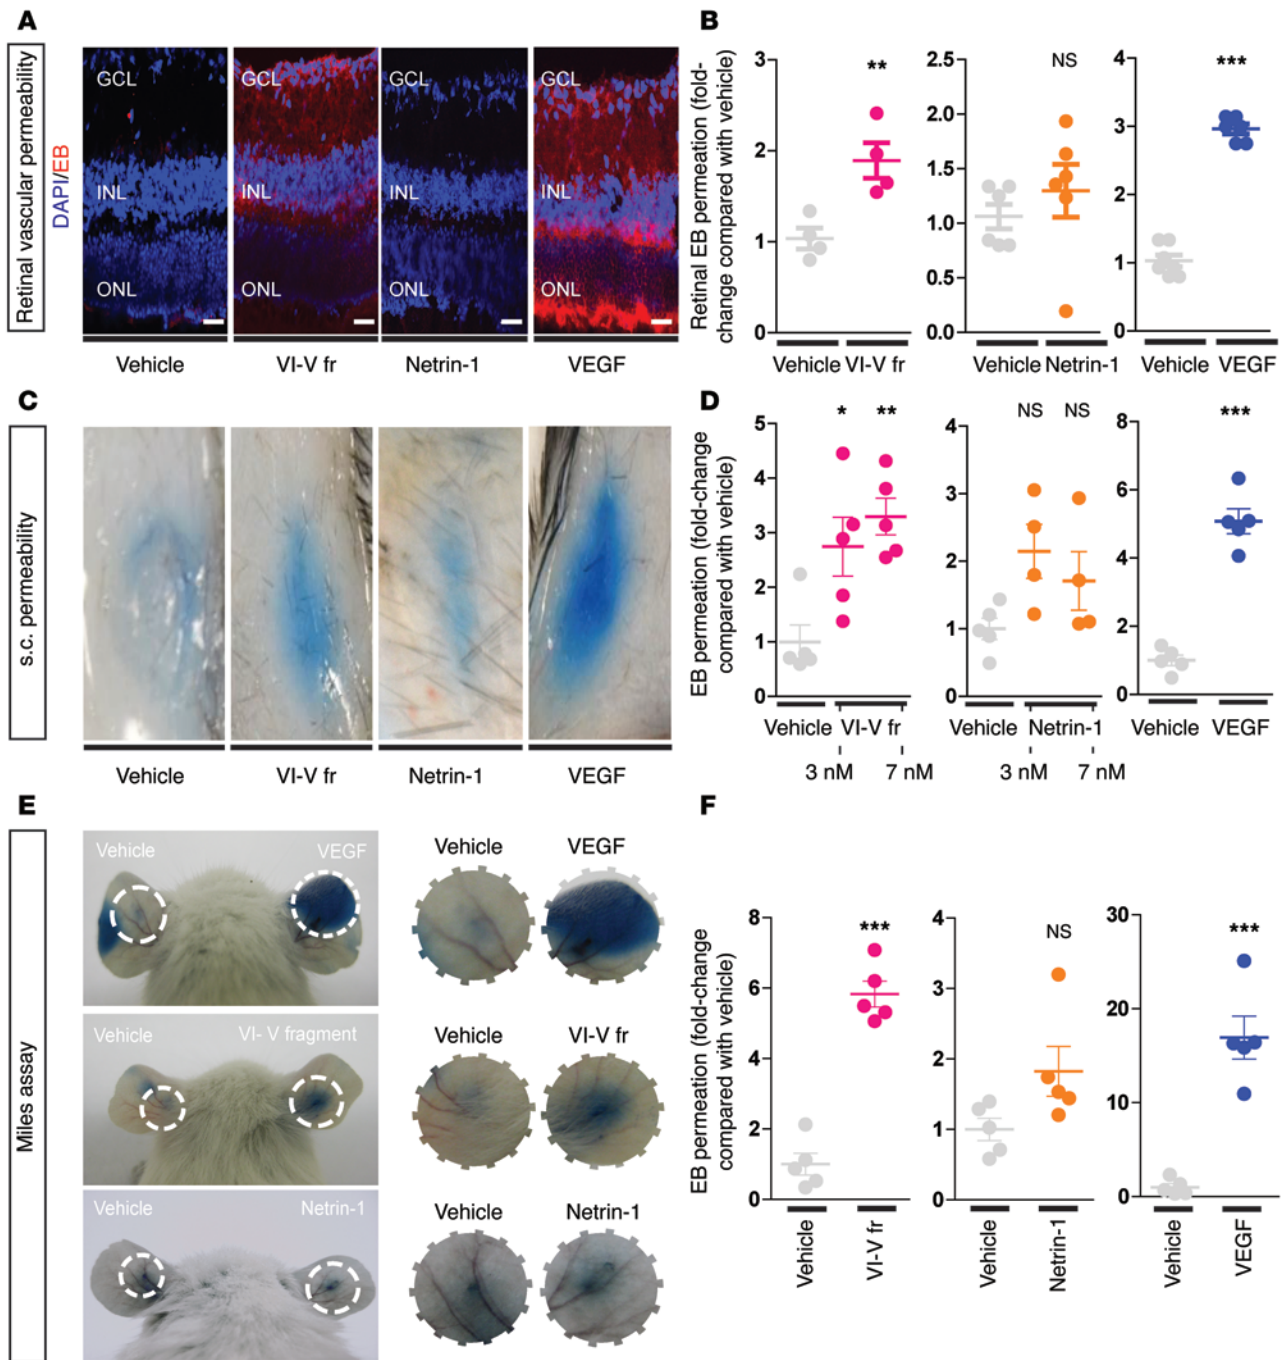 A
Retinal vascular permeability
DAPI/EB
GCL
INL
ONL
GCL
INL
ONL
GCL
INL
ONL
GCL
INL
ONL
Vehicle
VI-V fr
Netrin-1
VEGF
B
Retinal EB permeation (fold-
change compared with vehicle)
3
2
1
0
**
Vehicle VI-V fr
2.5
2.0
1.5
1.0
0.5
0.0
NS
Vehicle Netrin-1
4
3
2
1
0
***
Vehicle VEGF
C
s.c. permeability
Vehicle
VI-V fr
Netrin-1
VEGF
D
EB permeation (fold-change
compared with vehicle)
5
4
3
2
1
0
* **
Vehicle VI-V fr
3 nM 7 nM
4
3
2
1
0
NS NS
Vehicle Netrin-1
3 nM 7 nM
8
6
4
2
0
***
Vehicle VEGF
E
Miles assay
Vehicle VEGF
Vehicle VEGF
Vehicle VI- V fragment
Vehicle VI-V fr
Vehicle Netrin-1
Vehicle Netrin-1
F
EB permeation (fold-change
compared with vehicle)
8
6
4
2
0
***
Vehicle
VI-V fr
4
3
2
1
0
NS
Vehicle
Netrin-1
30
20
10
0
***
Vehicle
VEGF